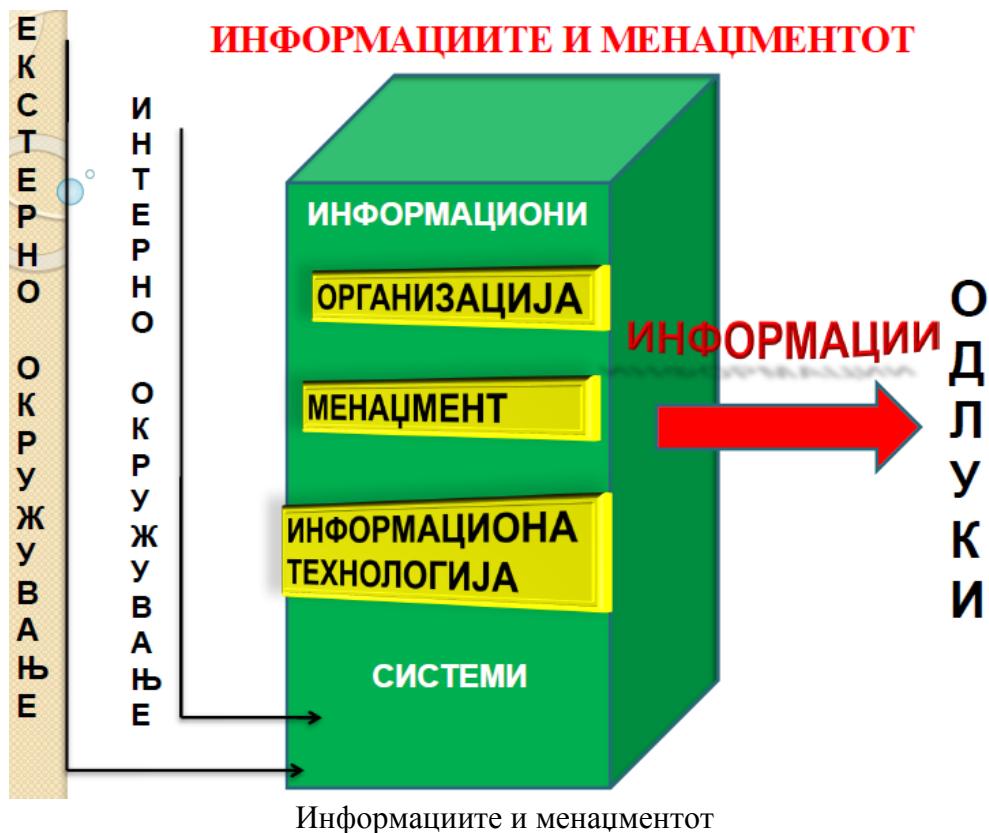 ИНФОРМАЦИИТЕ И МЕНАЏМЕНТОТ
ЕКСТЕРНО ОКРУЖУВАЊЕ
ИНТЕРНО ОКРУЖУВАЊЕ
ИНФОРМАЦИОНИ
ОРГАНИЗАЦИЈА
МЕНАЏМЕНТ
ИНФОРМАЦИОНА
ТЕХНОЛОГИЈА
СИСТЕМИ
ИНФОРМАЦИИ
ОДЛУКИ
Информациите и менаџментот